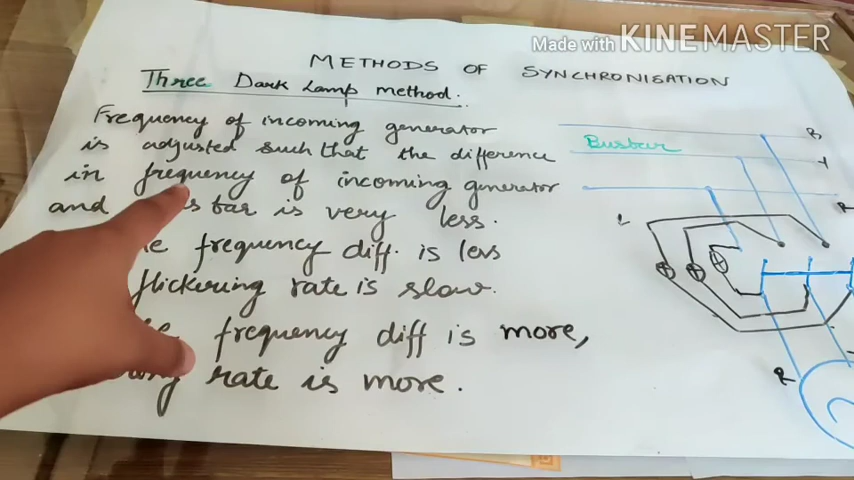 Made with KINEMASTER
METHODS OF SYNCHRONISATION
Three Dark Lamp method.
Frequency of incoming generator
is adjusted such that the difference
in frequency of incoming generator
and bar is very less.
frequency diff. is less
flickering rate is slow.
frequency diff is more,
rate is more.
Busbar
B
Y
R
L
R